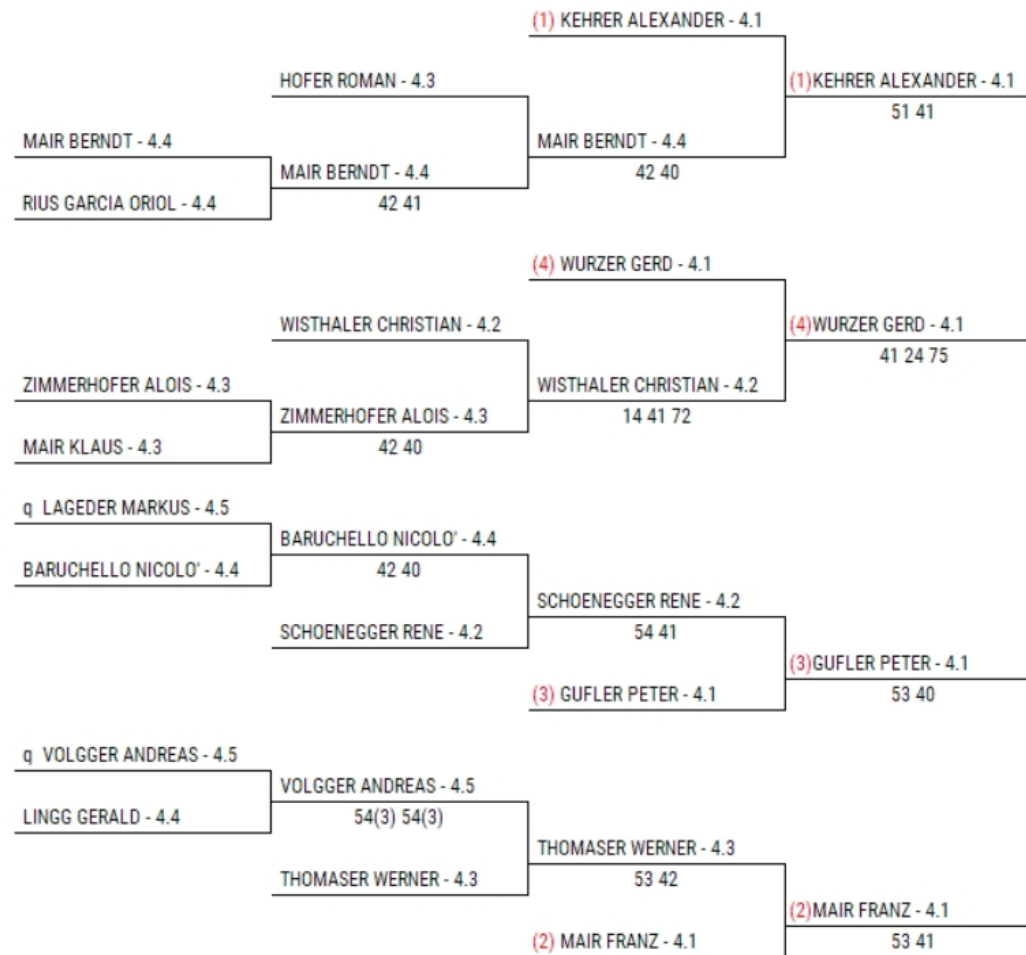 (1) KEHRER ALEXANDER - 4.1
HOFER ROMAN - 4.3
(1)KEHRER ALEXANDER - 4.1
51 41
MAIR BERNDT - 4.4
MAIR BERNDT - 4.4
MAIR BERNDT - 4.4
42 40
RIUS GARCIA ORIOL - 4.4
42 41
(4) WURZER GERD - 4.1
WISTHALER CHRISTIAN - 4.2
(4)WURZER GERD - 4.1
41 24 75
ZIMMERHOFER ALOIS - 4.3
WISTHALER CHRISTIAN - 4.2
ZIMMERHOFER ALOIS - 4.3
14 41 72
MAIR KLAUS - 4.3
42 40
q LAGEDER MARKUS - 4.5
BARUCHELLO NICOLO' - 4.4
BARUCHELLO NICOLO' - 4.4
42 40
SCHOENEGGER RENE - 4.2
SCHOENEGGER RENE - 4.2
54 41
(3)GUFLER PETER - 4.1
(3) GUFLER PETER - 4.1
53 40
q VOLGGER ANDREAS - 4.5
VOLGGER ANDREAS - 4.5
LINGG GERALD - 4.4
54(3) 54(3)
THOMASER WERNER - 4.3
THOMASER WERNER - 4.3
53 42
(2)MAIR FRANZ - 4.1
(2) MAIR FRANZ - 4.1
53 41